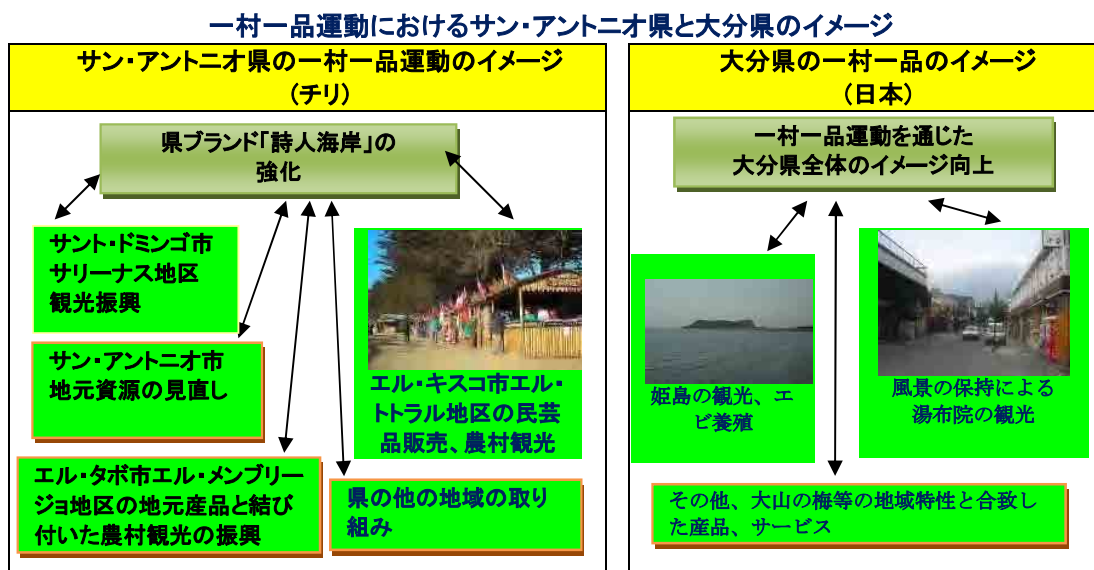 一村一品運動におけるサン・アントニオ県と大分県のイメージ
サン・アントニオ県の一村一品運動のイメージ
（チリ）
県ブランド「詩人海岸」の
強化
サント・ドミンゴ市
サリーナス地区
観光振興
サン・アントニオ市
地元資源の見直し
エル・キスコ市エル・
トトラル地区の民芸
品販売、農村観光
エル・タボ市エル・メンブリー
ジョ地区の地元産品と結び
付いた農村観光の振興
県の他の地域の取り
組み
大分県の一村一品のイメージ
（日本）
一村一品運動を通じた
大分県全体のイメージ向上
姫島の観光、エ
ビ養殖
風景の保持による
湯布院の観光
その他、大山の梅等の地域特性と合致し
た産品、サービス